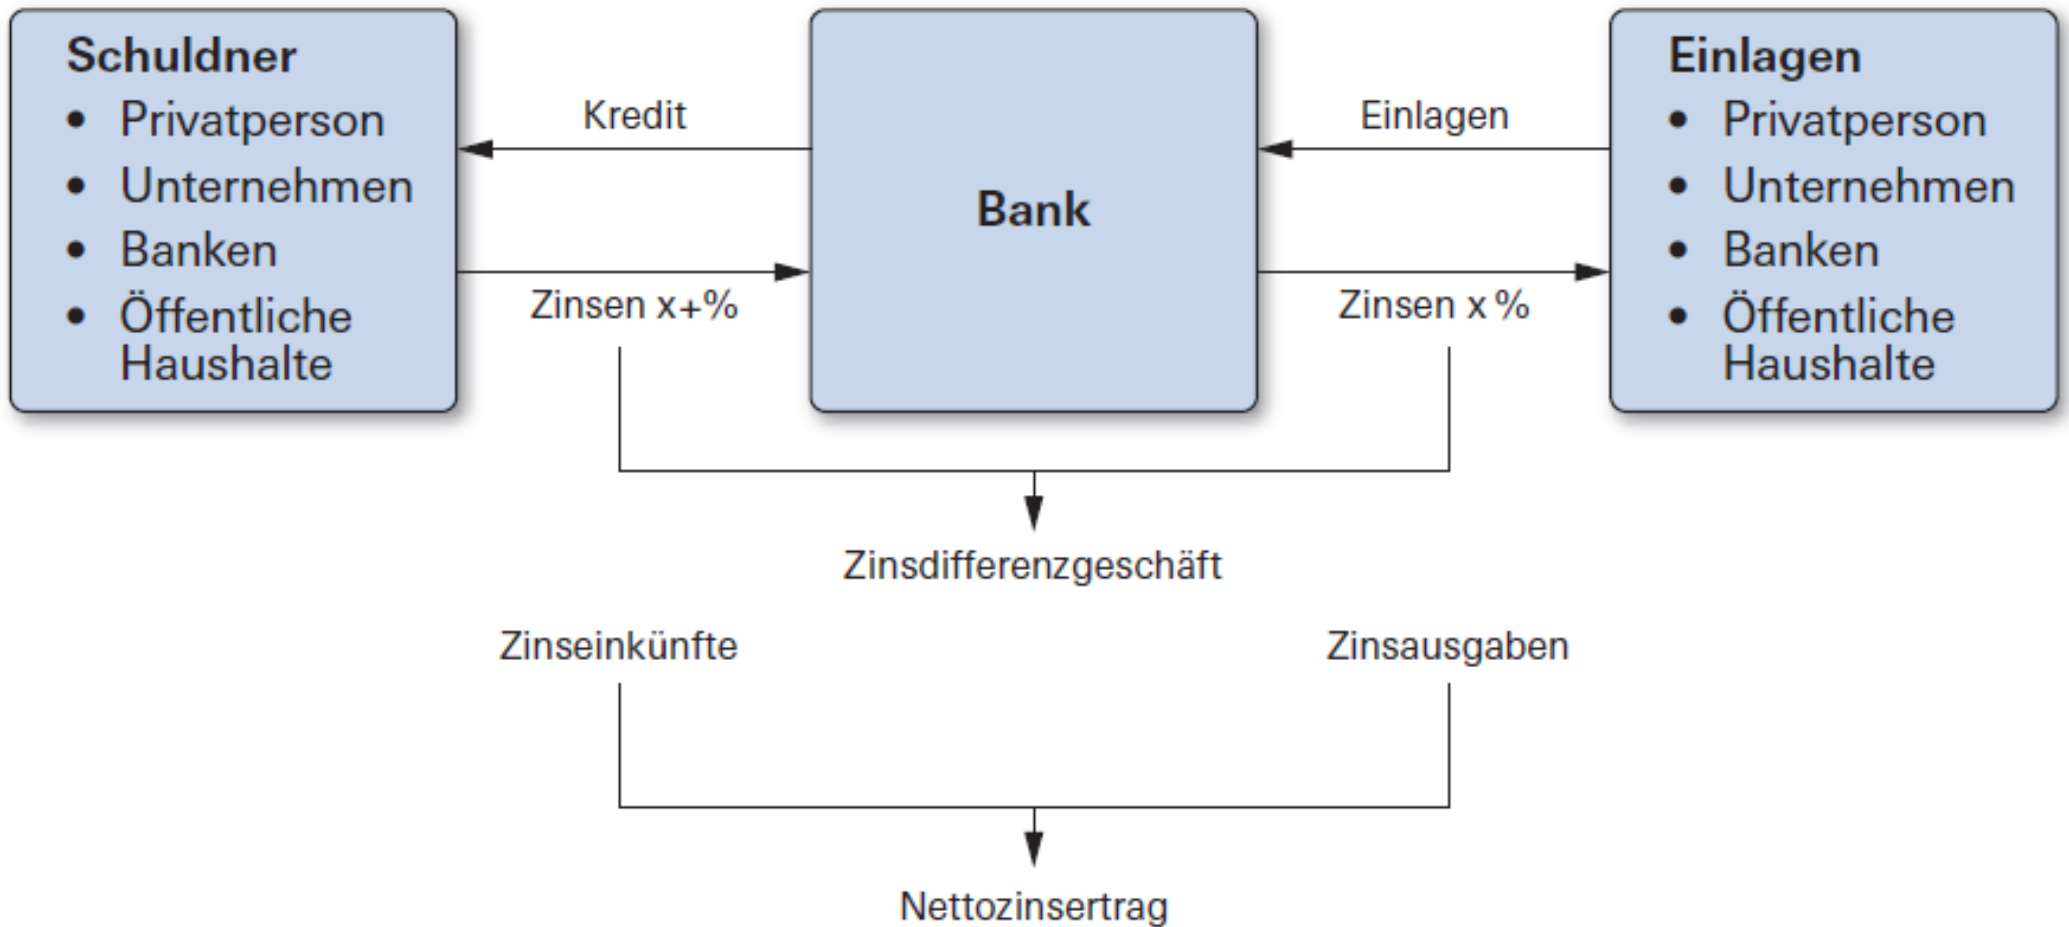 Schuldner
• Privatperson
• Unternehmen
• Banken
• Öffentliche
Haushalte
Kredit
Zinsen x+%
Bank
Einlagen
Zinsen x %
Einlagen
• Privatperson
• Unternehmen
• Banken
• Öffentliche
Haushalte
Zinsdifferenzgeschäft
Zinseinkünfte
Zinsausgaben
Nettozinsertrag